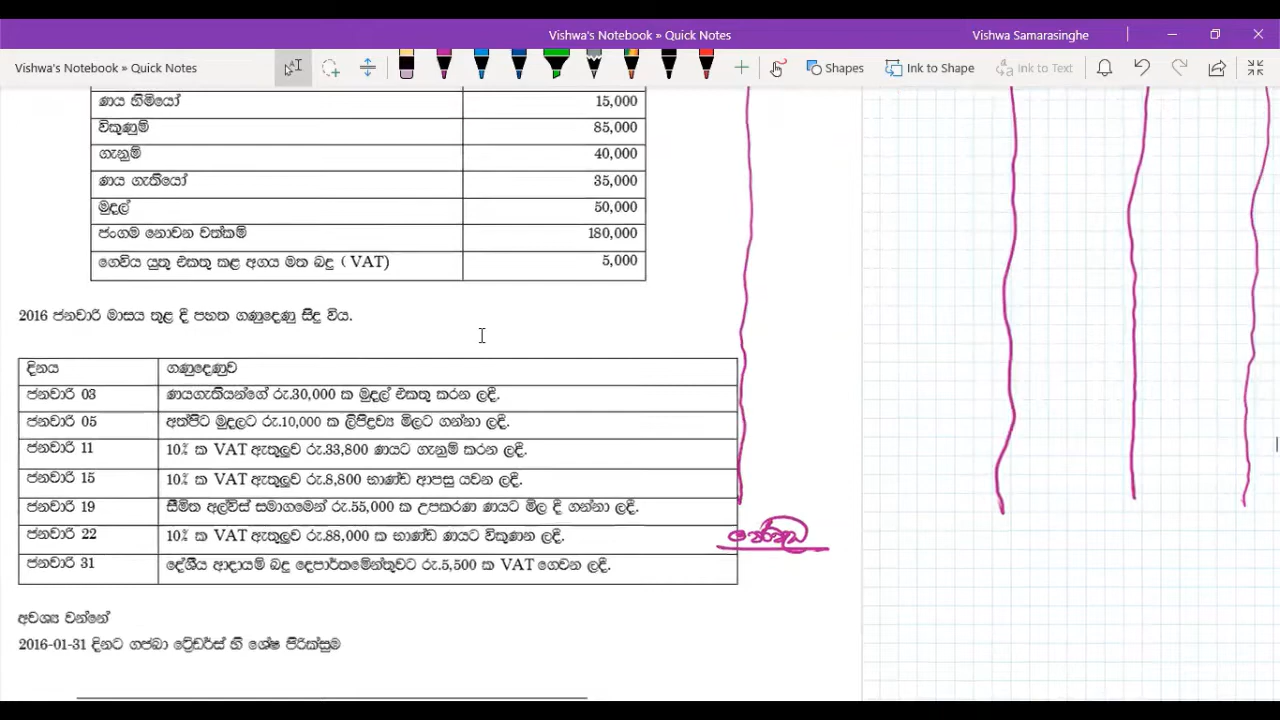 Vishwa's Notebook » Quick Notes
Vishwa Samarasinghe
Vishwa's Notebook » Quick Notes
Shapes
Ink to Shape
Ink to Text
ණය හිමියෝ 15,000
විකුණුම් 85,000
ගැනුම් 40,000
ණය ගැතියෝ 35,000
මුදල් 50,000
ජංගම නොවන වත්කම් 180,000
ගෙවිය යුතු එකතු කළ අගය මත බදු ( VAT) 5,000
2016 ජනවාරි මාසය තුළ දී පහත ගණුදෙණු සිදු විය.
දිනය ගණුදෙණුව
ජනවාරි 03 ණයගැතියන්ගේ රු.30,000 ක මුදල් එකතු කරන ලදී.
ජනවාරි 05 අත්පිට මුදලට රු.10,000 ක ලිපිද්‍රව්‍ය මිලට ගන්නා ලදී.
ජනවාරි 11 10% ක VAT ඇතුලුව රු.33,800 ණයට ගැනුම් කරන ලදී.
ජනවාරි 15 10% ක VAT ඇතුලුව රු.8,800 භාණ්ඩ ආපසු යවන ලදී.
ජනවාරි 19 සීමිත අල්විස් සමාගමෙන් රු.55,000 ක උපකරණ ණයට මිල දී ගන්නා ලදී.
ජනවාරි 22 10% ක VAT ඇතුලුව රු.88,000 ක භාණ්ඩ ණයට විකුණන ලදී.
ජනවාරි 31 දේශීය ආදායම් බදු දෙපාර්තමේන්තුවට රු.5,500 ක VAT ගෙවන ලදී.
අවශ්‍ය වන්නේ
2016-01-31 දිනට ගජබා ට්‍රේඩර්ස් හි ශේෂ පිරික්සුම